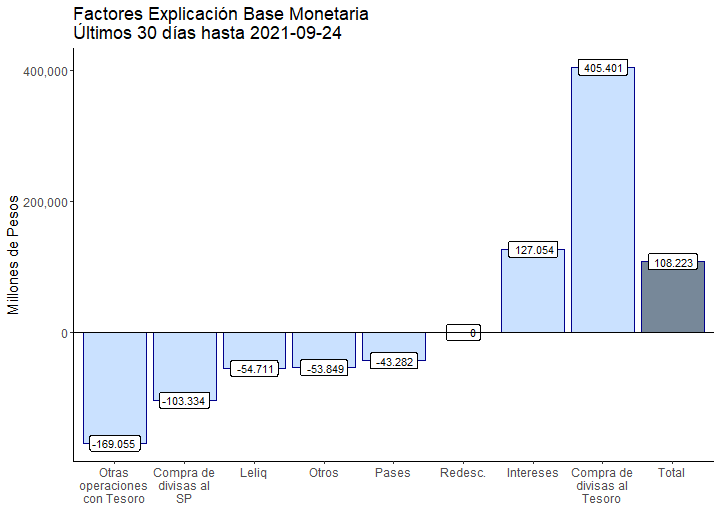 Factores Explicación Base Monetaria
Últimos 30 días hasta 2021-09-24
Millones de Pesos
400,000
200,000
0
-169.055
-103.334
-54.711
-53.849
-43.282
0
127.054
405.401
108.223
Otras
operaciones
con Tesoro
Compra de
divisas al
SP
Leliq
Otros
Pases
Redesc.
Intereses
Compra de
divisas al
Tesoro
Total